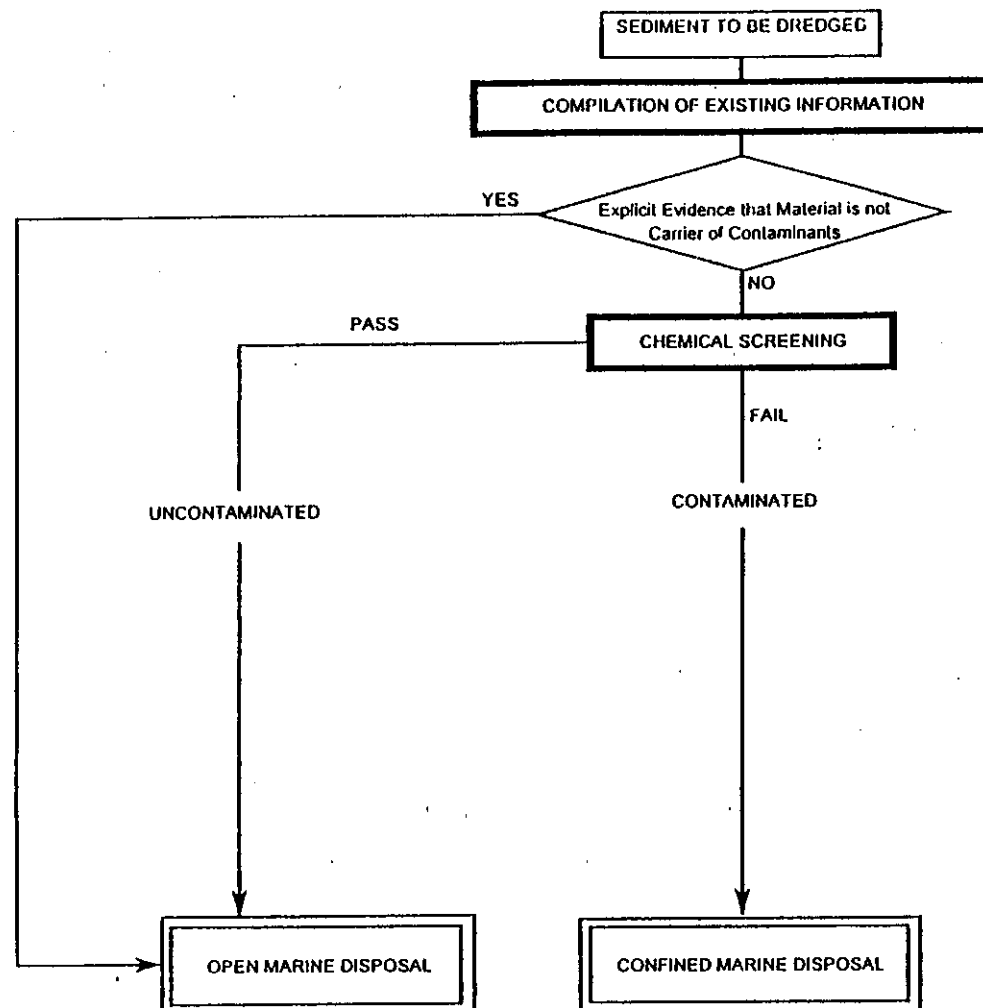 SEDIMENT TO BE DREDGED
COMPILATION OF EXISTING INFORMATION
YES
Explicit Evidence that Material is not
Carrier of Contaminants
NO
PASS
CHEMICAL SCREENING
FAIL
UNCONTAMINATED
CONTAMINATED
OPEN MARINE DISPOSAL
CONFINED MARINE DISPOSAL